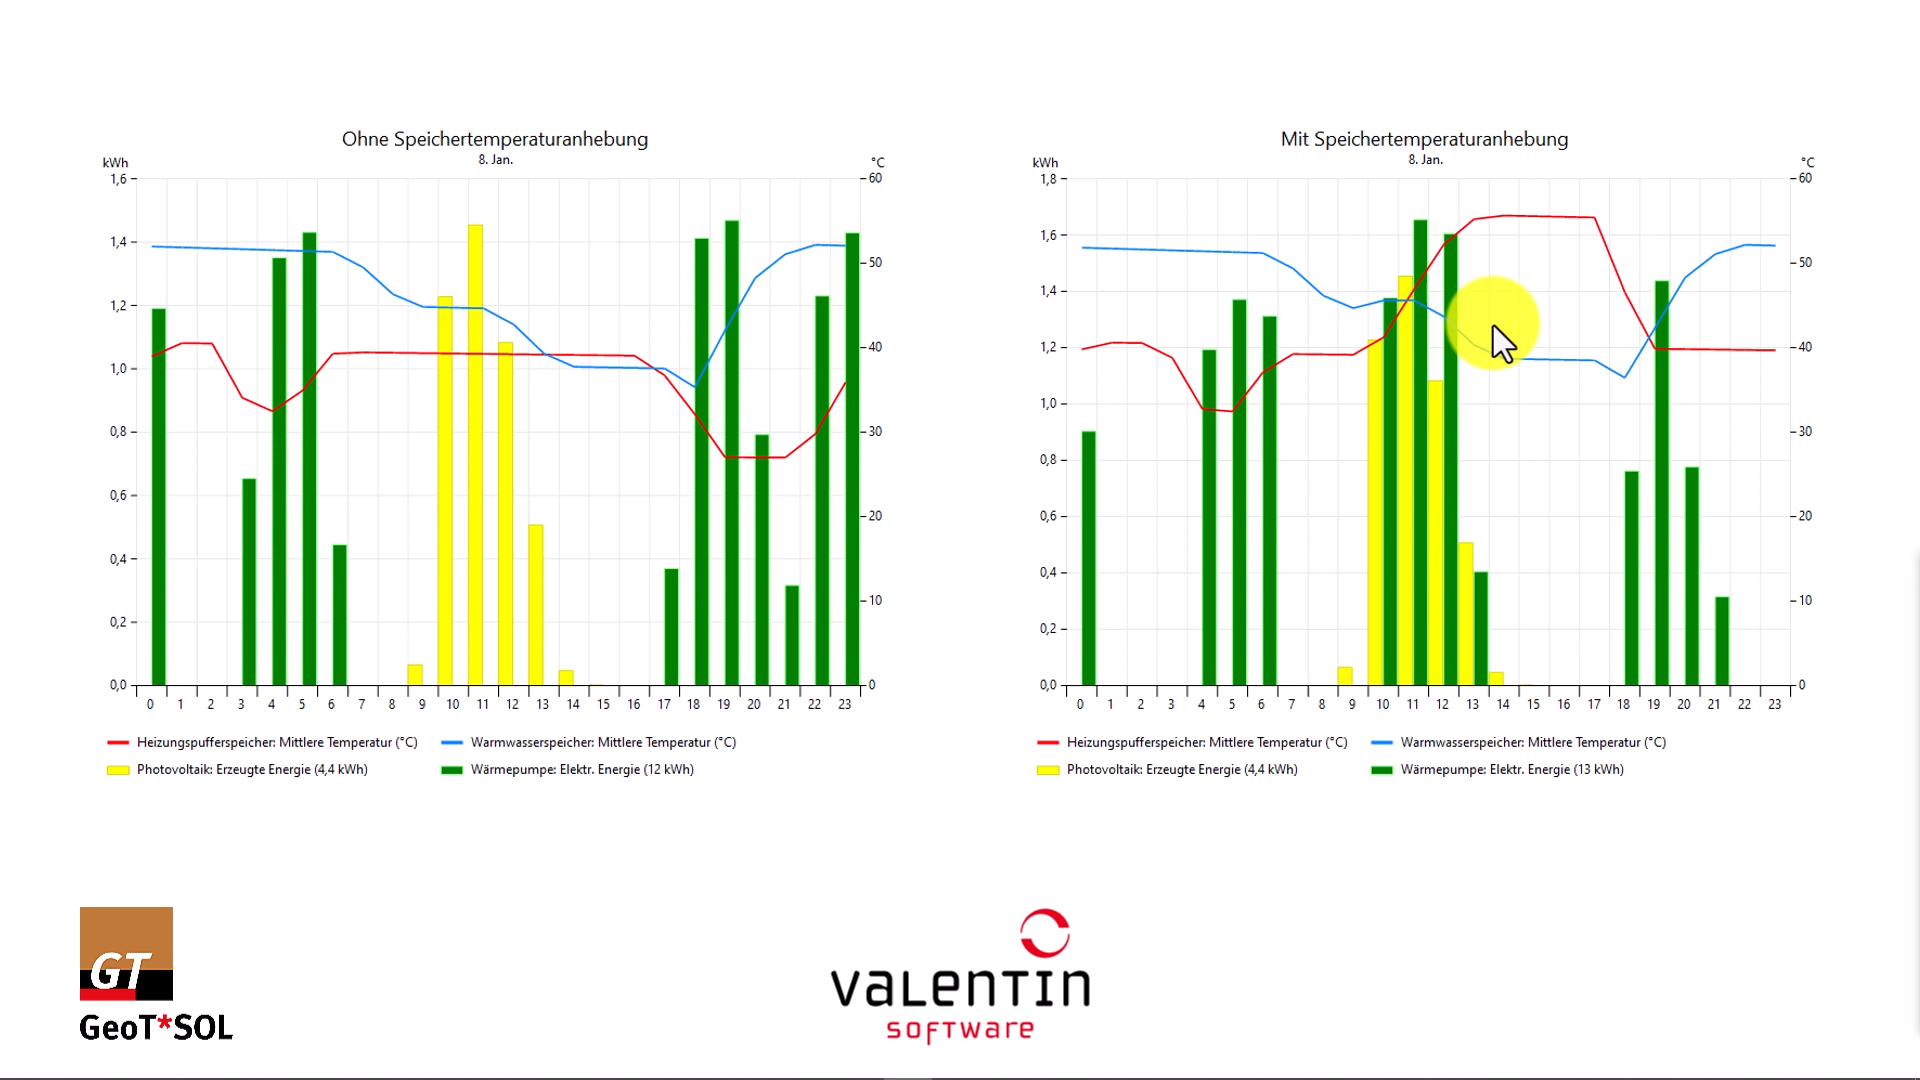 Ohne Speichertemperaturanhebung
8. Jan.
kWh
°C
1,6
1,4
1,2
1,0
0,8
0,6
0,4
0,2
0,0
60
50
40
30
20
10
0
0 1 2 3 4 5 6 7 8 9 10 11 12 13 14 15 16 17 18 19 20 21 22 23
Heizungspufferspeicher: Mittlere Temperatur (°C) Warmwasserspeicher: Mittlere Temperatur (°C)
Photovoltaik: Erzeugte Energie (4,4 kWh) Wärmepumpe: Elektr. Energie (12 kWh)
Mit Speichertemperaturanhebung
8. Jan.
kWh
°C
1,8
1,6
1,4
1,2
1,0
0,8
0,6
0,4
0,2
0,0
60
50
40
30
20
10
0
0 1 2 3 4 5 6 7 8 9 10 11 12 13 14 15 16 17 18 19 20 21 22 23
Heizungspufferspeicher: Mittlere Temperatur (°C) Warmwasserspeicher: Mittlere Temperatur (°C)
Photovoltaik: Erzeugte Energie (4,4 kWh) Wärmepumpe: Elektr. Energie (13 kWh)
GT
GeoT*SOL
VALENTIN
SOFTWARE